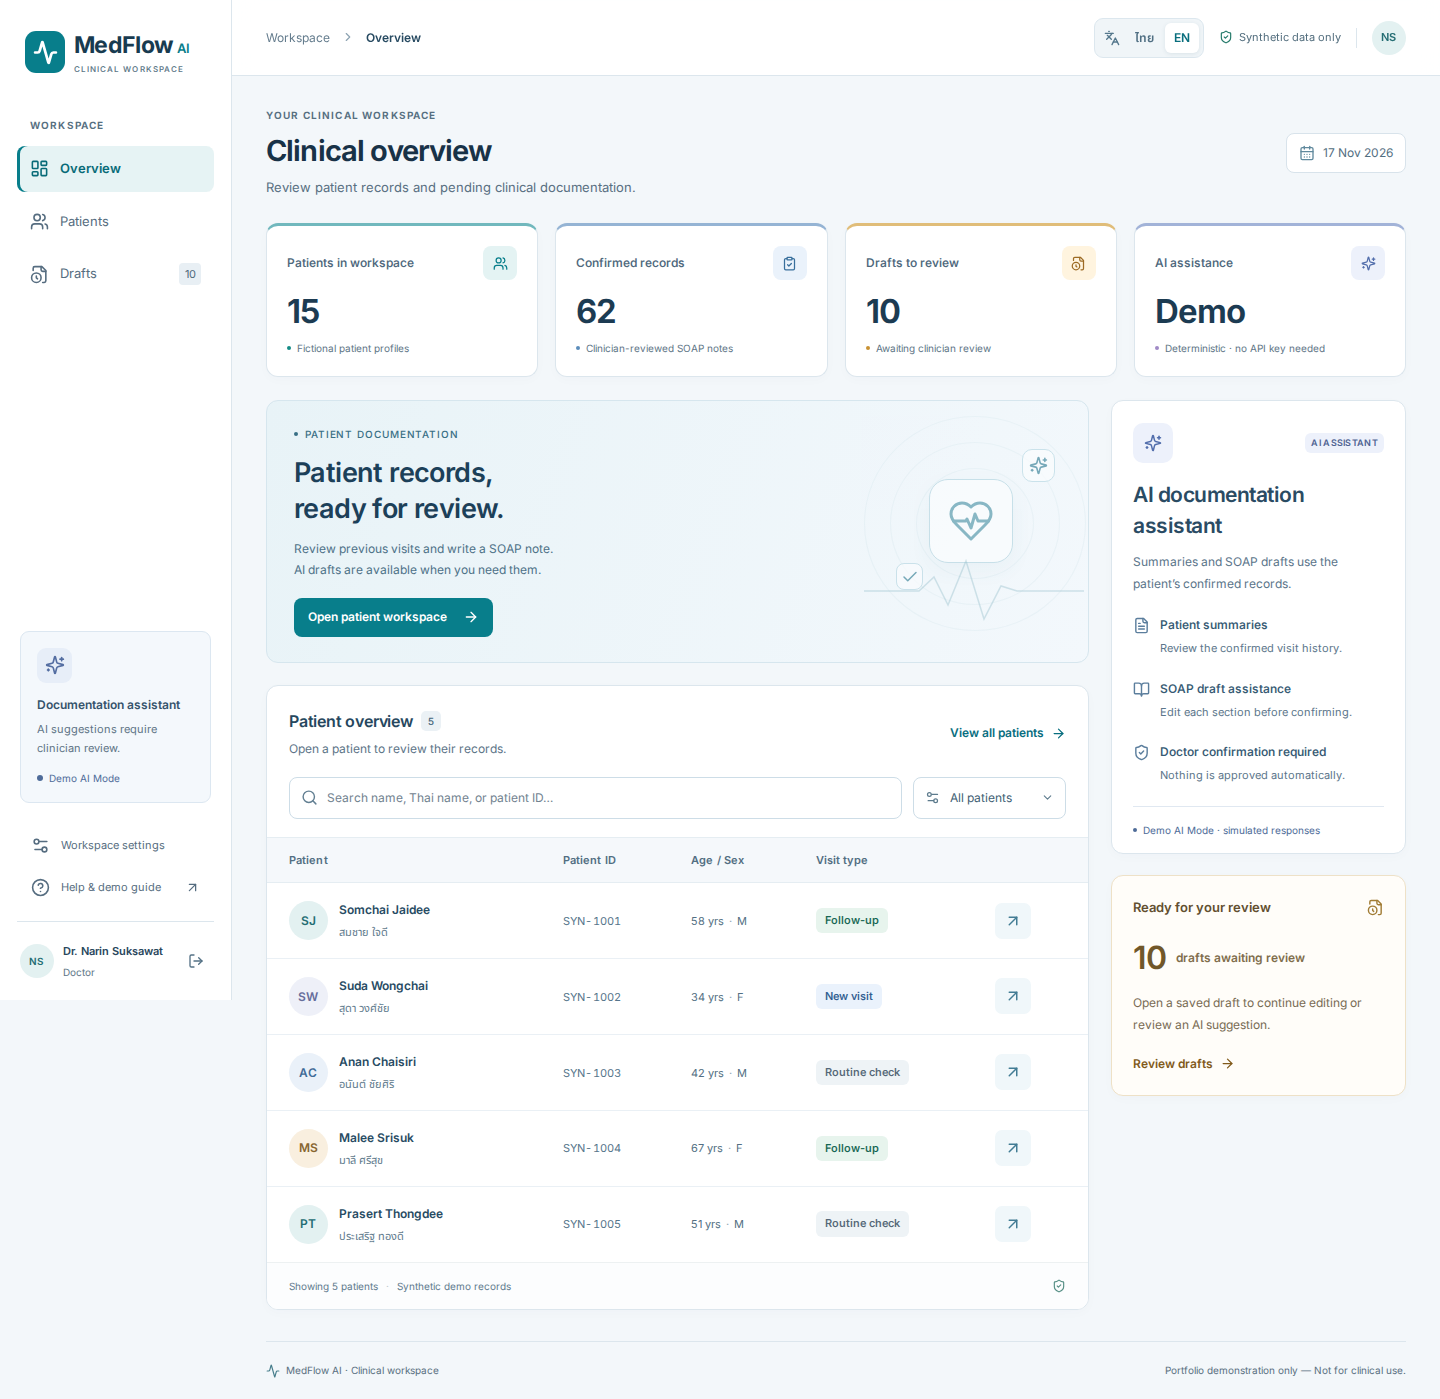 MedFlow AI
CLINICAL WORKSPACE
WORKSPACE
Overview
Patients
Drafts 10
Documentation assistant
AI suggestions require
clinician review.
Demo AI Mode
Workspace settings
Help & demo guide
NS
Dr. Narin Suksawat
Doctor
Workspace > Overview
ไทย EN
Synthetic data only
NS
YOUR CLINICAL WORKSPACE
Clinical overview
Review patient records and pending clinical documentation.
17 Nov 2026
Patients in workspace
15
Fictional patient profiles
Confirmed records
62
Clinician-reviewed SOAP notes
Drafts to review
10
Awaiting clinician review
AI assistance
Demo
Deterministic · no API key needed
PATIENT DOCUMENTATION
Patient records,
ready for review.
Review previous visits and write a SOAP note.
AI drafts are available when you need them.
Open patient workspace
Patient overview 5
Open a patient to review their records.
View all patients
Search name, Thai name, or patient ID...
All patients
Patient Patient ID Age / Sex Visit type
SJ Somchai Jaidee SYN-1001 58 yrs · M Follow-up
สมชาย ใจดี
SW Suda Wongchai SYN-1002 34 yrs · F New visit
สุดา วงศ์ชัย
AC Anan Chaisiri SYN-1003 42 yrs · M Routine check
อนันต์ ชัยศิริ
MS Malee Srisuk SYN-1004 67 yrs · F Follow-up
มาลี ศรีสุข
PT Prasert Thongdee SYN-1005 51 yrs · M Routine check
ประเสริฐ ทองดี
Showing 5 patients · Synthetic demo records
AI ASSISTANT
AI documentation
assistant
Summaries and SOAP drafts use the
patient's confirmed records.
Patient summaries
Review the confirmed visit history.
SOAP draft assistance
Edit each section before confirming.
Doctor confirmation required
Nothing is approved automatically.
Demo AI Mode · simulated responses
Ready for your review
10 drafts awaiting review
Open a saved draft to continue editing or
review an AI suggestion.
Review drafts
MedFlow AI · Clinical workspace
Portfolio demonstration only — Not for clinical use.